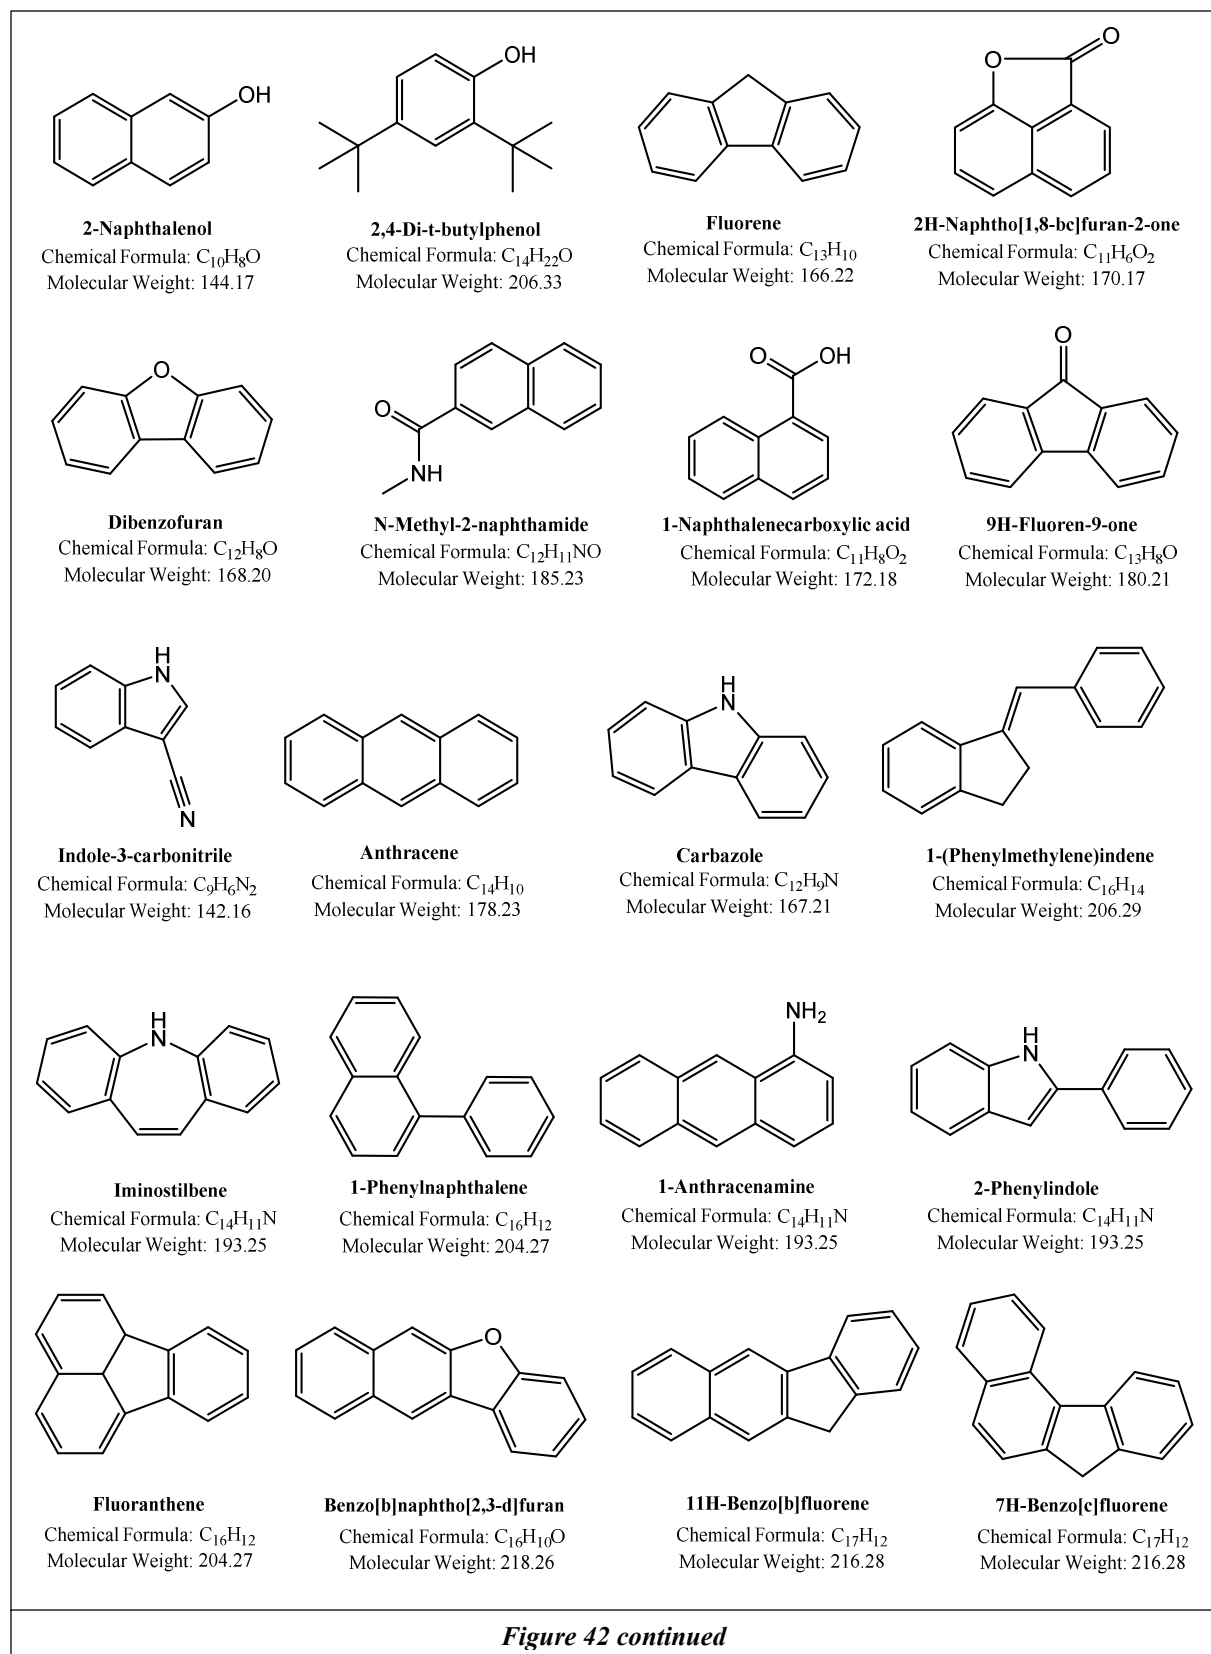 OH
OH
O
O
2-Naphthalenol
Chemical Formula: C₁₀H₈O
Molecular Weight: 144.17
2,4-Di-t-butylphenol
Chemical Formula: C₁₄H₂₂O
Molecular Weight: 206.33
Fluorene
Chemical Formula: C₁₃H₁₀
Molecular Weight: 166.22
2H-Naphtho[1,8-bc]furan-2-one
Chemical Formula: C₁₁H₆O₂
Molecular Weight: 170.17
O
O
NH
O
OH
O
Dibenzofuran
Chemical Formula: C₁₂H₈O
Molecular Weight: 168.20
N-Methyl-2-naphthamide
Chemical Formula: C₁₂H₁₁NO
Molecular Weight: 185.23
1-Naphthalenecarboxylic acid
Chemical Formula: C₁₁H₈O₂
Molecular Weight: 172.18
9H-Fluoren-9-one
Chemical Formula: C₁₃H₈O
Molecular Weight: 180.21
H
N
N
H
N
Indole-3-carbonitrile
Chemical Formula: C₉H₆N₂
Molecular Weight: 142.16
Anthracene
Chemical Formula: C₁₄H₁₀
Molecular Weight: 178.23
Carbazole
Chemical Formula: C₁₂H₉N
Molecular Weight: 167.21
1-(Phenylmethylene)indene
Chemical Formula: C₁₆H₁₄
Molecular Weight: 206.29
H
N
NH₂
H
N
Iminostilbene
Chemical Formula: C₁₄H₁₁N
Molecular Weight: 193.25
1-Phenylnaphthalene
Chemical Formula: C₁₆H₁₂
Molecular Weight: 204.27
1-Anthracenamine
Chemical Formula: C₁₄H₁₁N
Molecular Weight: 193.25
2-Phenylindole
Chemical Formula: C₁₄H₁₁N
Molecular Weight: 193.25
O
Fluoranthene
Chemical Formula: C₁₆H₁₂
Molecular Weight: 204.27
Benzo[b]naphtho[2,3-d]furan
Chemical Formula: C₁₆H₁₀O
Molecular Weight: 218.26
11H-Benzo[b]fluorene
Chemical Formula: C₁₇H₁₂
Molecular Weight: 216.28
7H-Benzo[c]fluorene
Chemical Formula: C₁₇H₁₂
Molecular Weight: 216.28
Figure 42 continued